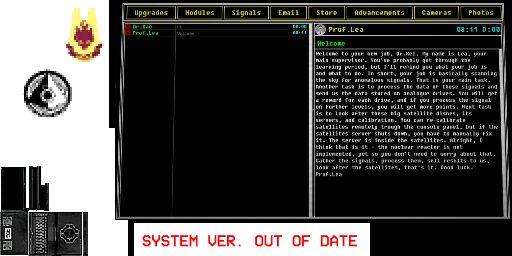 Upgrades Modules Signals Email Store Advancements Cameras Photos
Dr.Bao Hi 08:00
Prof.Lea Welcome 08:11
Prof.Lea 08:11 D:00
Welcome
Welcome to your new job, Dr.Kel. My name is Lea, your
main supervisor. You've probably got through the
learning period, but I'll remind you what your job is
and what to do. In short, your job is basically scanning
the sky for anomalous signals. That is your main task.
Another task is to process the data of these signals and
send us the data stored on analogue drives. You will get
a reward for each drive, and if you process the signal
on further levels, you will get more points. Next task
is to look after these big satellite dishes, its
servers, and calibration. You can re-calibrate
satellites remotely trough the console panel, but if the
satellites server shuts down, you have to manually fix
it. The server is inside the satellites. Alright, I
think that is it - the nuclear reactor is not
implemented, yet so you don't need to worry about that.
Gather the signals, process them, sell results to us,
look after the satellites, that's it. Good luck.
Prof.Lea
SYSTEM VER. OUT OF DATE